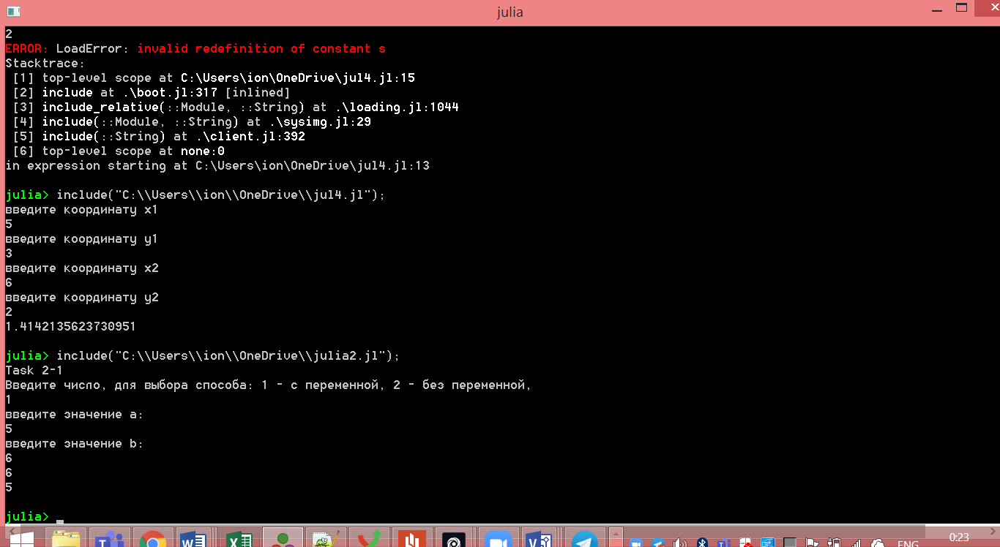 julia
2
ERROR: LoadError: invalid redefinition of constant s
Stacktrace:
 [1] top-level scope at C:\Users\ion\OneDrive\jul4.jl:15
 [2] include at .\boot.jl:317 [inlined]
 [3] include_relative(::Module, ::String) at .\loading.jl:1044
 [4] include(::Module, ::String) at .\sysimg.jl:29
 [5] include(::String) at .\client.jl:392
 [6] top-level scope at none:0
in expression starting at C:\Users\ion\OneDrive\jul4.jl:13
julia> include("C:\\Users\\ion\\OneDrive\\jul4.jl");
введите координату x1
5
введите координату y1
3
введите координату x2
6
введите координату y2
2
1.4142135623730951
julia> include("C:\\Users\\ion\\OneDrive\\julia2.jl");
Task 2-1
Введите число, для выбора способа: 1 - с переменной, 2 - без переменной,
1
введите значение a:
5
введите значение b:
6
6
5
julia>
ENG
0:23